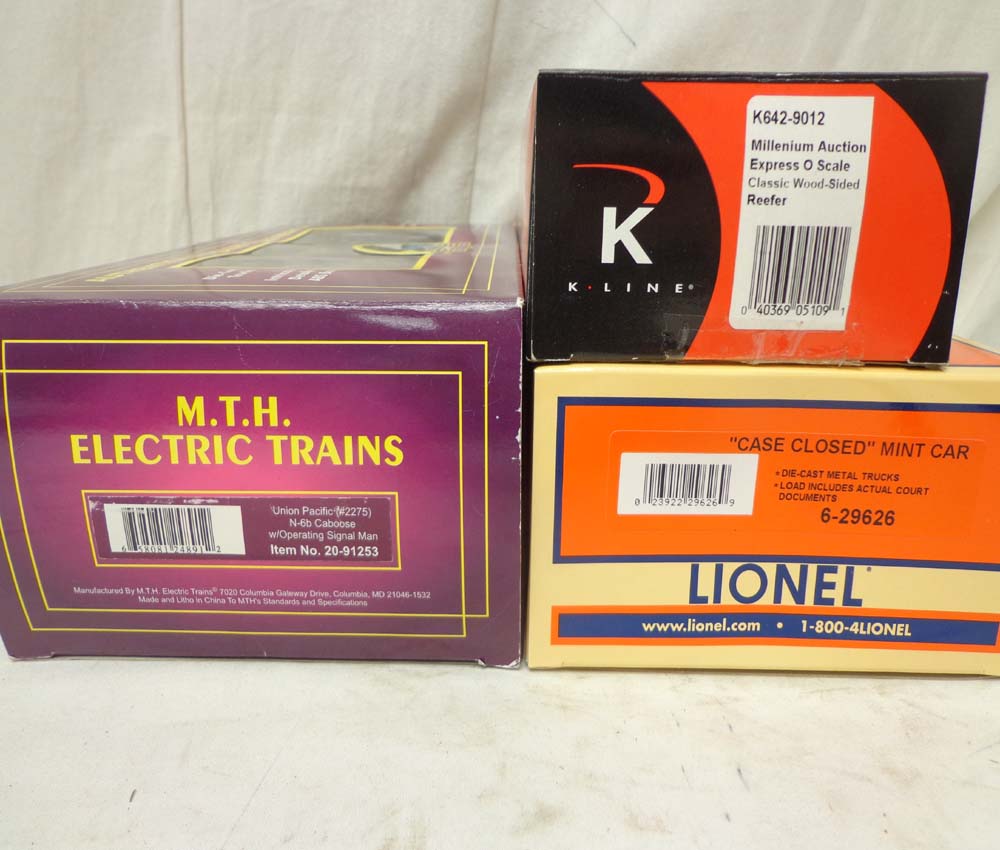 M.T.H.
ELECTRIC TRAINS
Union Pacific (#2275)
N-6b Caboose
w/Operating Signal Man
Item No. 20-91253
6 58081 24891 2
Manufactured By M.T.H. Electric Trains® 7020 Columbia Gateway Drive, Columbia, MD 21046-1532
Made and Litho in China To MTH's Standards and Specifications
K
K·LINE®
K642-9012
Millenium Auction
Express O Scale
Classic Wood-Sided
Reefer
0 40369 05109 1
"CASE CLOSED" MINT CAR
•DIE-CAST METAL TRUCKS
•LOAD INCLUDES ACTUAL COURT
DOCUMENTS
6-29626
0 23922 29626 9
LIONEL®
www.lionel.com • 1-800-4LIONEL